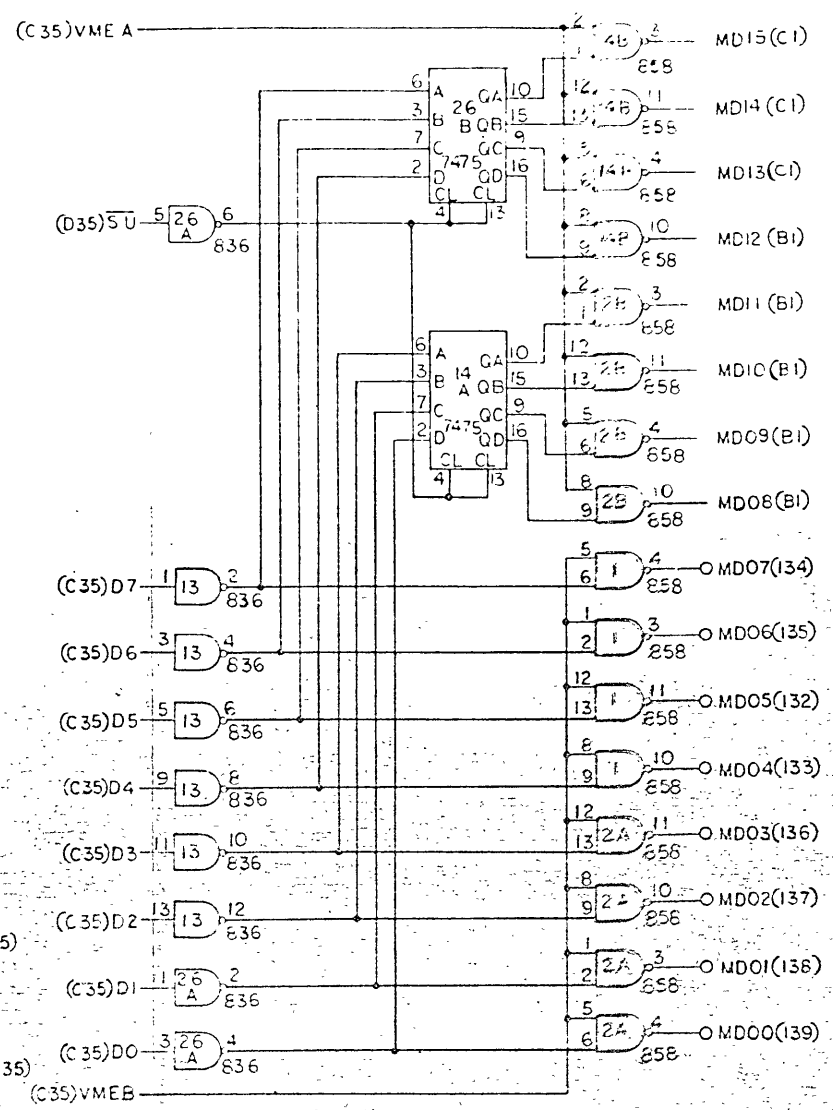 (C35)VMEA 2 4B 2 MD15(C1)
1 858
6 A 26 QA 10 12 4B 11 MD14(C1)
3 B B QB 15 13 858
7 C 7475 QC 9 5 4 MD13(C1)
2 D QD 16 6 858
CL CL
4 13
(D35)S̅U̅ 5 26 A 6 836
8 4B 10 MD12(B1)
9 858
2 2B 3 MD11(B1)
1 858
6 A 14 QA 10 12 2B 11 MD10(B1)
3 B A QB 15 13 858
7 C 7475 QC 9 5 2B 4 MD09(B1)
2 D QD 16 6 858
CL CL
4 13
8 2B 10 MD08(B1)
9 858
(C35)D7 1 13 2 836 5 6 1 4 858 MD07(134)
(C35)D6 3 13 4 836 1 2 1 3 858 MD06(135)
(C35)D5 5 13 6 836 12 13 1 11 858 MD05(132)
(C35)D4 9 13 8 836 8 9 1 10 858 MD04(133)
(C35)D3 11 13 10 836 12 13 2A 11 858 MD03(136)
(C35)D2 13 13 12 836 8 9 2A 10 858 MD02(137)
5)
(C35)D1 1 26 A 2 836 1 2 2A 3 858 MD01(138)
(C35)D0 3 26 A 4 836 5 6 2A 4 858 MD00(139)
35)
(C35)VMEB